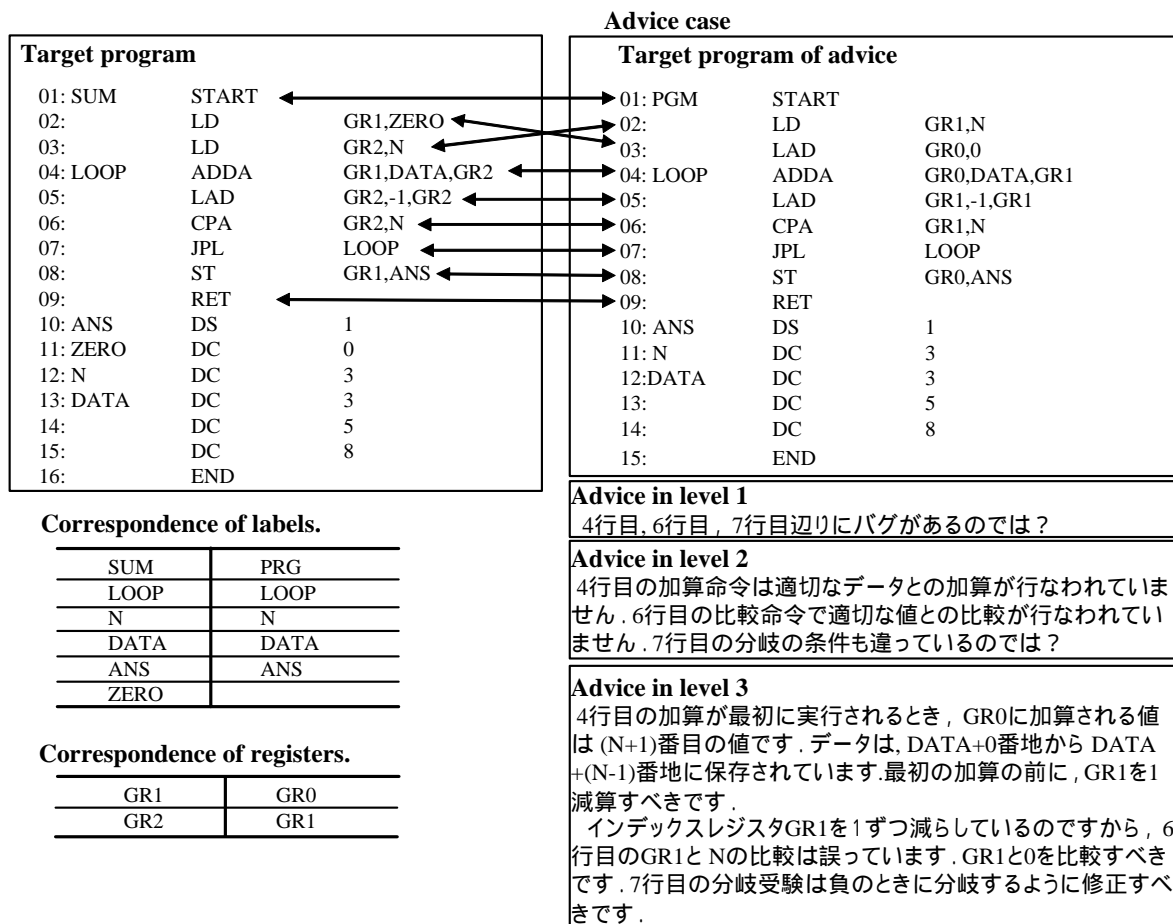 Target program
01: SUM START
02: LD GR1,ZERO
03: LD GR2,N
04: LOOP ADDA GR1,DATA,GR2
05: LAD GR2,-1,GR2
06: CPA GR2,N
07: JPL LOOP
08: ST GR1,ANS
09: RET
10: ANS DS 1
11: ZERO DC 0
12: N DC 3
13: DATA DC 3
14: DC 5
15: DC 8
16: END
Correspondence of labels.
SUM PRG
LOOP LOOP
N N
DATA DATA
ANS ANS
ZERO
Correspondence of registers.
GR1 GR0
GR2 GR1
Advice case
Target program of advice
01: PGM START
02: LD GR1,N
03: LAD GR0,0
04: LOOP ADDA GR0,DATA,GR1
05: LAD GR1,-1,GR1
06: CPA GR1,N
07: JPL LOOP
08: ST GR0,ANS
09: RET
10: ANS DS 1
11: N DC 3
12:DATA DC 3
13: DC 5
14: DC 8
15: END
Advice in level 1
4行目, 6行目 , 7行目辺りにバグがあるのでは？
Advice in level 2
4行目の加算命令は適切なデータとの加算が行なわれていま
せん . 6行目の比較命令で適切な値との比較が行なわれてい
ません . 7行目の分岐の条件も違っているのでは？
Advice in level 3
4行目の加算が最初に実行されるとき , GR0に加算される値
は (N+1)番目の値です . データは, DATA+0番地から DATA
+(N-1)番地に保存されています.最初の加算の前に , GR1を1
減算すべきです .
インデックスレジスタGR1を1ずつ減らしているのですから , 6
行目のGR1と Nの比較は誤っています . GR1と0を比較すべき
です . 7行目の分岐受験は負のときに分岐するように修正すべ
きです .